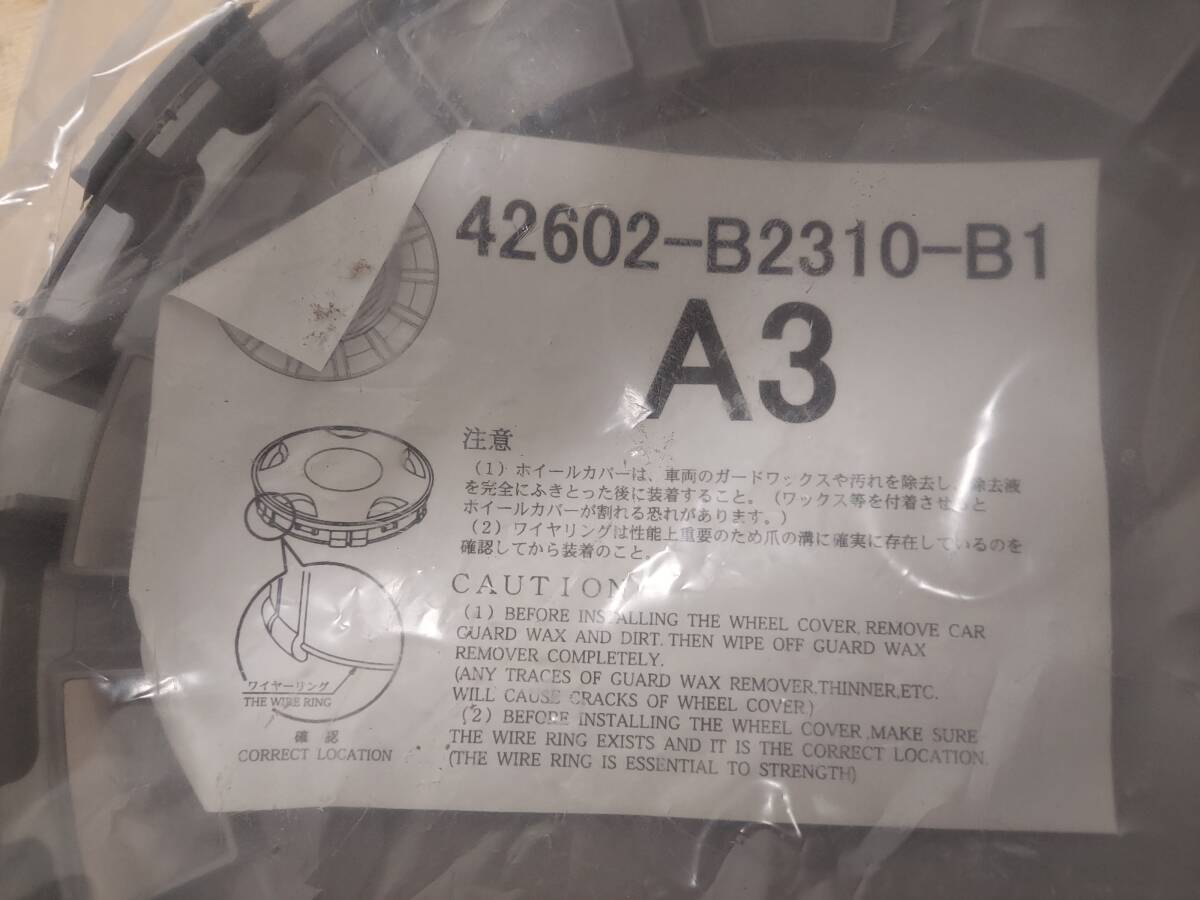 42602-B2310-B1
A3
注意
(1) ホイールカバーは、車両のガードワックスや汚れを除去し、除去液
を完全にふきとった後に装着すること。(ワックス等を付着させ と
ホイールカバーが割れる恐れがあります。)
(2) ワイヤリングは性能上重要のため爪の溝に確実に存在しているのを
確認してから装着のこと。
CAUTION
(1) BEFORE INSTALLING THE WHEEL COVER, REMOVE CAR
GUARD WAX AND DIRT. THEN WIPE OFF GUARD WAX
REMOVER COMPLETELY.
(ANY TRACES OF GUARD WAX REMOVER, THINNER, ETC.
WILL CAUSE CRACKS OF WHEEL COVER.)
(2) BEFORE INSTALLING THE WHEEL COVER, MAKE SURE
THE WIRE RING EXISTS AND IT IS THE CORRECT LOCATION.
(THE WIRE RING IS ESSENTIAL TO STRENGTH)
ワイヤーリング
THE WIRE RING
確認
CORRECT LOCATION